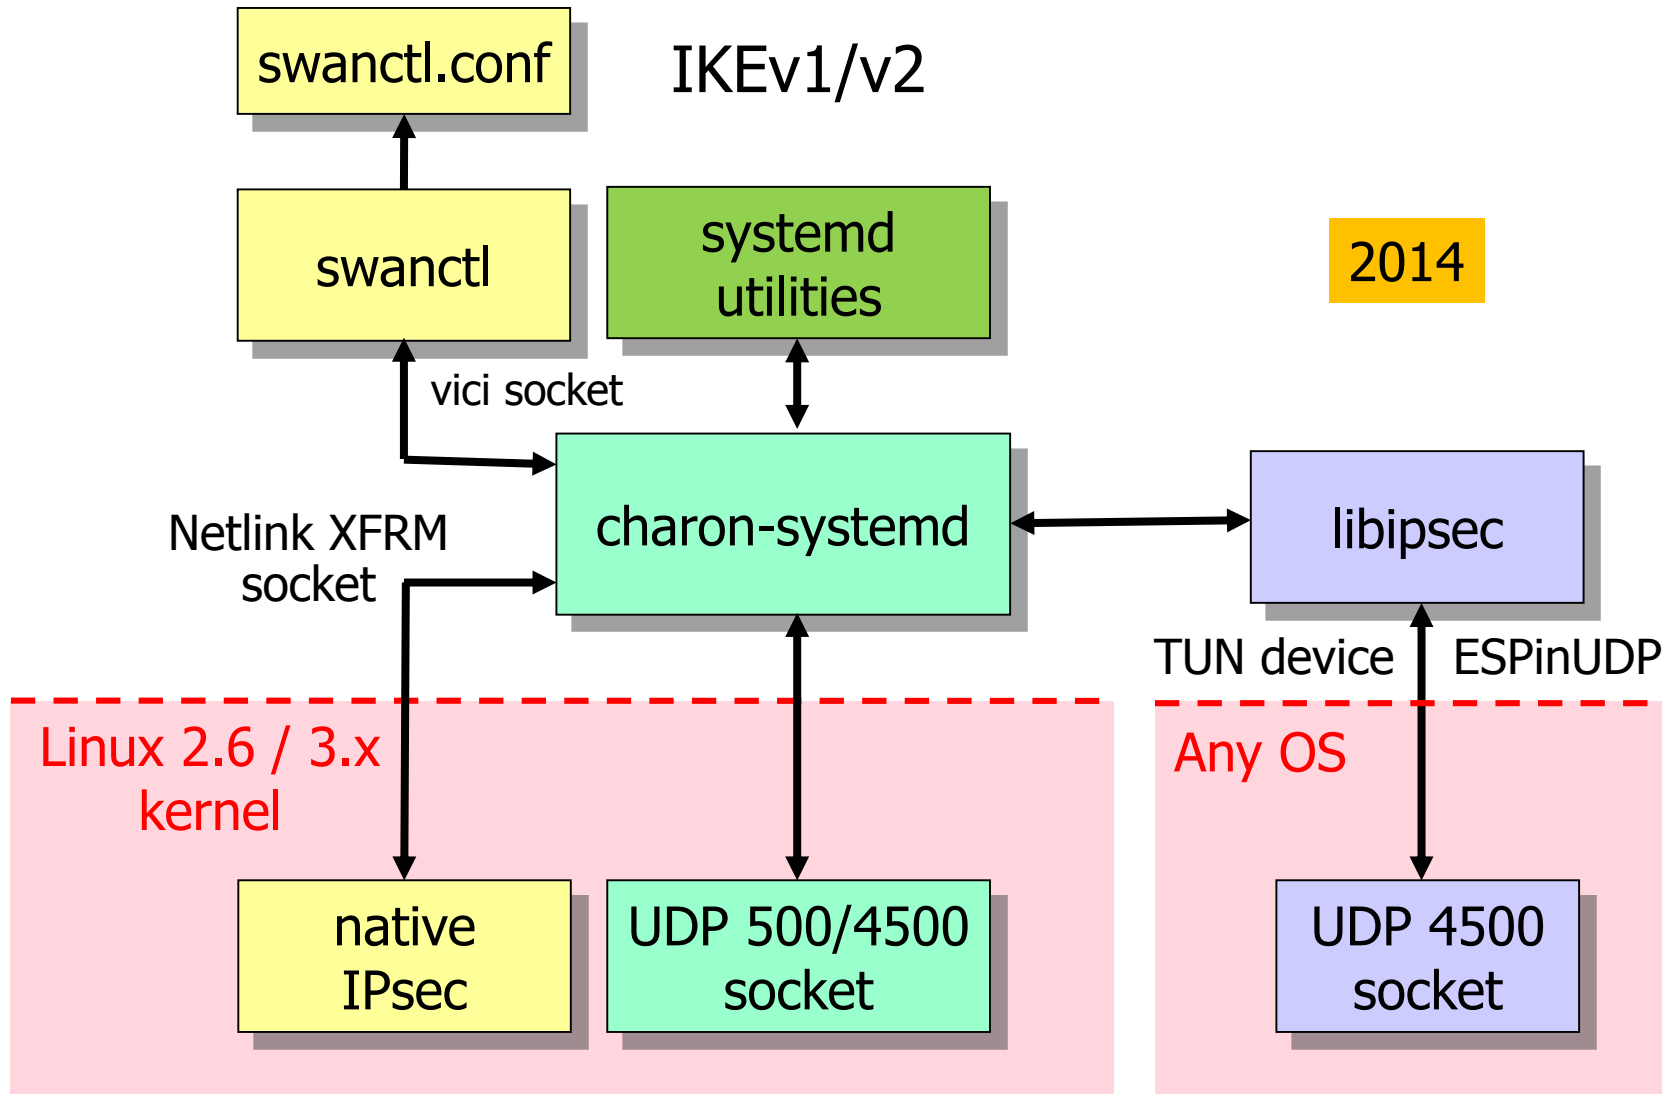 swanctl.conf
IKEv1/v2
swanctl
systemd
utilities
2014
vici socket
Netlink XFRM
socket
charon-systemd
libipsec
TUN device
ESPinUDP
Linux 2.6 / 3.x
kernel
Any OS
native
IPsec
UDP 500/4500
socket
UDP 4500
socket